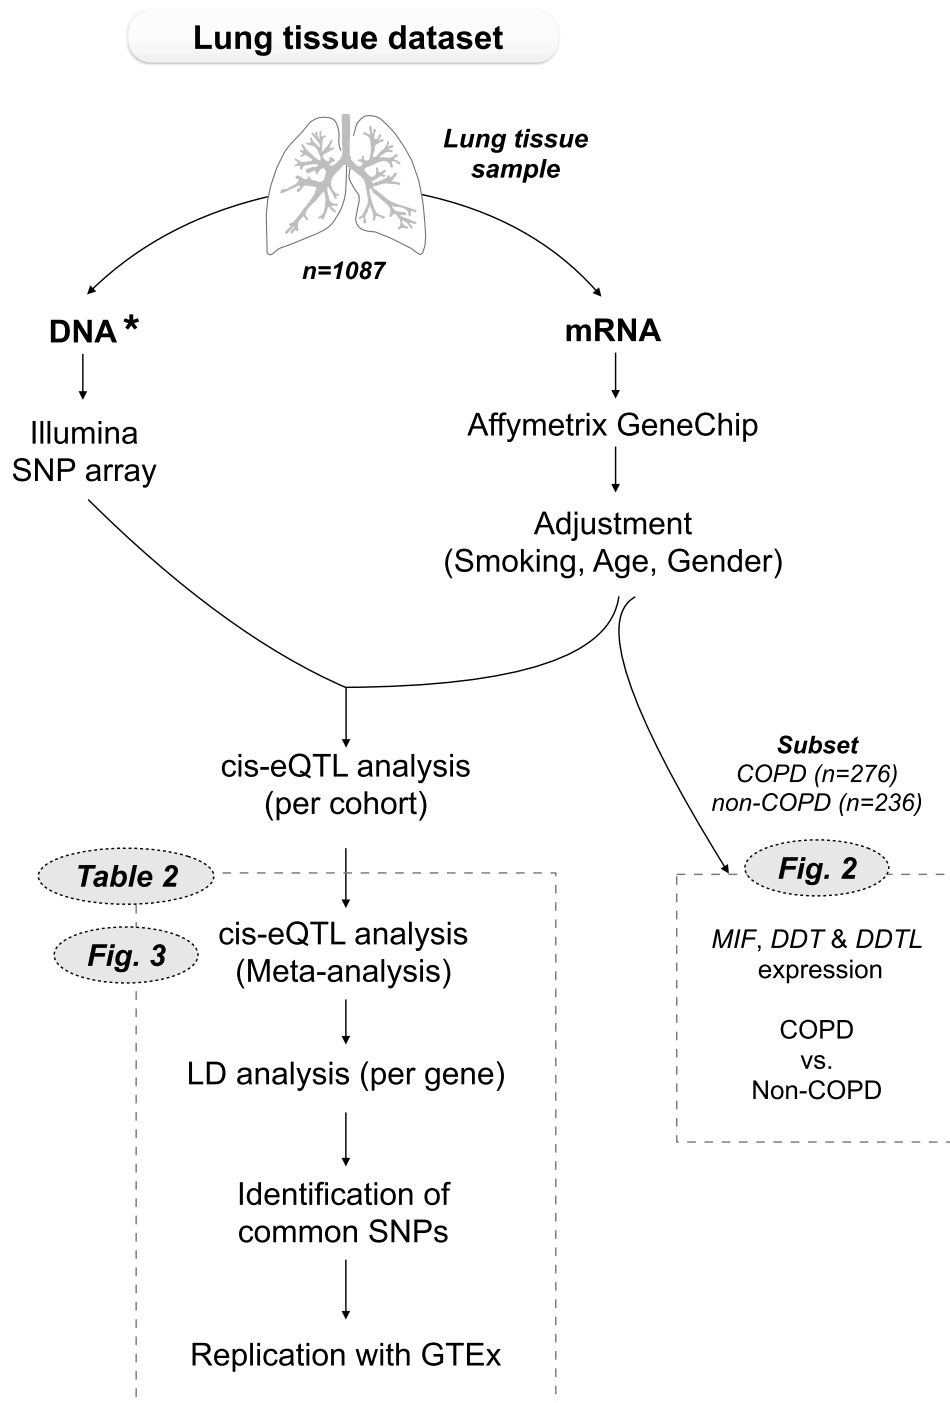 Lung tissue dataset
Lung tissue
sample
n=1087
DNA *
mRNA
Illumina
SNP array
Affymetrix GeneChip
Adjustment
(Smoking, Age, Gender)
cis-eQTL analysis
(per cohort)
Subset
COPD (n=276)
non-COPD (n=236)
Table 2
Fig. 2
Fig. 3
cis-eQTL analysis
(Meta-analysis)
MIF, DDT & DDTL
expression
COPD
vs.
Non-COPD
LD analysis (per gene)
Identification of
common SNPs
Replication with GTEx